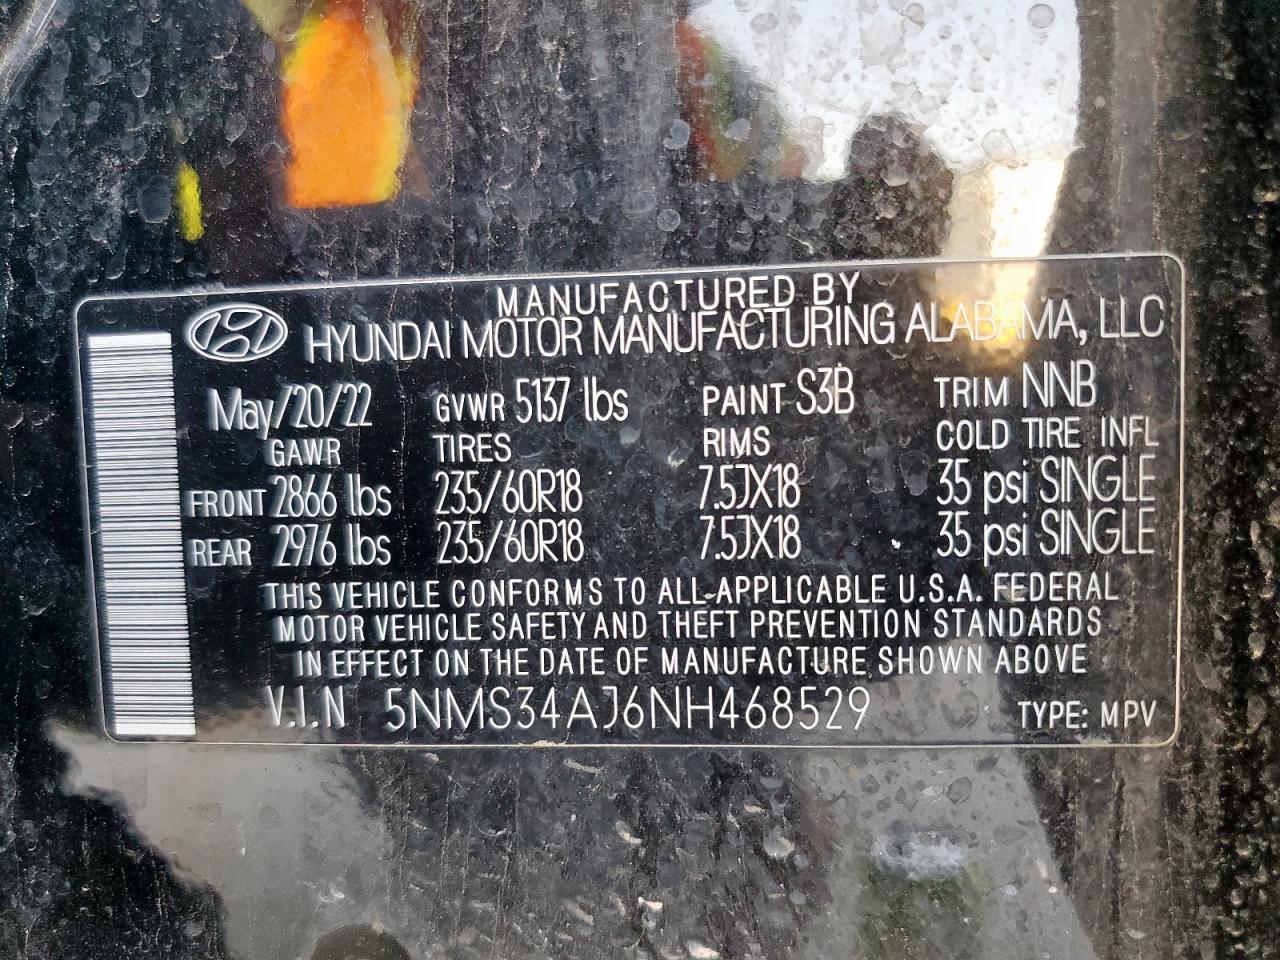 MANUFACTURED BY
HYUNDAI MOTOR MANUFACTURING ALABAMA, LLC
May/20/22 GVWR 5137 lbs PAINT S3B TRIM NNB
GAWR TIRES RIMS COLD TIRE INFL
FRONT 2866 lbs 235/60R18 7.5JX18 35 psi SINGLE
REAR 2976 lbs 235/60R18 7.5JX18 35 psi SINGLE
THIS VEHICLE CONFORMS TO ALL APPLICABLE U.S.A. FEDERAL
MOTOR VEHICLE SAFETY AND THEFT PREVENTION STANDARDS
IN EFFECT ON THE DATE OF MANUFACTURE SHOWN ABOVE
V.I.N 5NMS34AJ6NH468529 TYPE: MPV